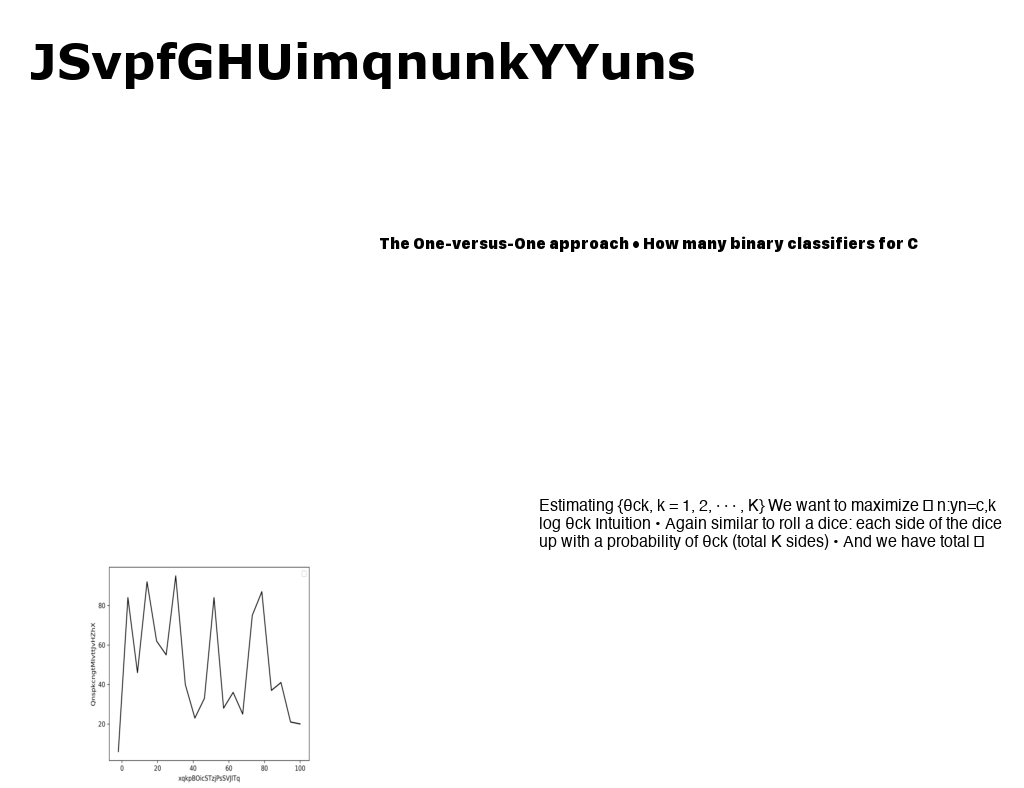 JSvpfGHUimqnunkYYuns
The One-versus-One approach • How many binary classifiers for C
Estimating {θck, k = 1, 2, · · · , K} We want to maximize □ n:yn=c,k
log θck Intuition • Again similar to roll a dice: each side of the dice
up with a probability of θck (total K sides) • And we have total □
80
60
40
20
0 20 40 60 80 100
xqkpBOicSTzjPsSVJlTq